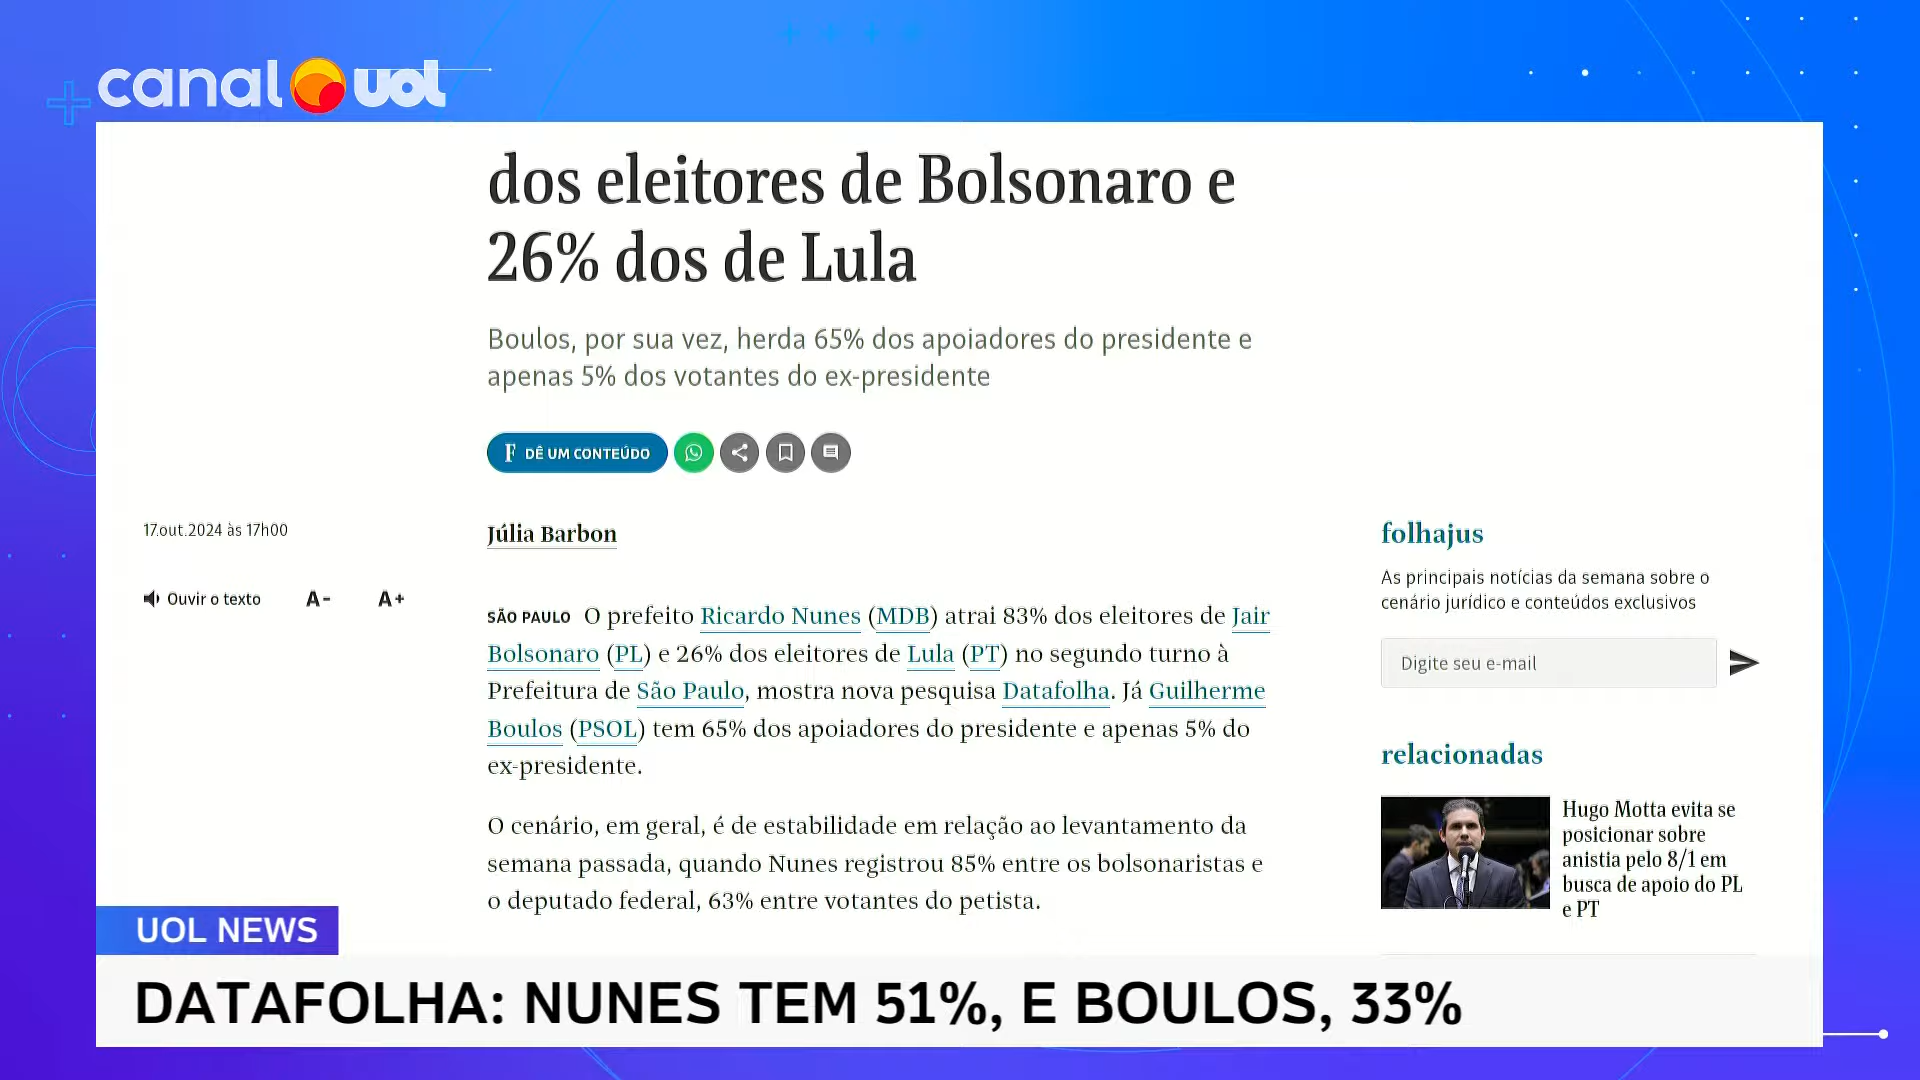 canal uol
dos eleitores de Bolsonaro e
26% dos de Lula
Boulos, por sua vez, herda 65% dos apoiadores do presidente e
apenas 5% dos votantes do ex-presidente
F DÊ UM CONTEÚDO
17.out.2024 às 17h00
Ouvir o texto A- A+
Júlia Barbon
SÃO PAULO O prefeito Ricardo Nunes (MDB) atrai 83% dos eleitores de Jair
Bolsonaro (PL) e 26% dos eleitores de Lula (PT) no segundo turno à
Prefeitura de São Paulo, mostra nova pesquisa Datafolha. Já Guilherme
Boulos (PSOL) tem 65% dos apoiadores do presidente e apenas 5% do
ex-presidente.
O cenário, em geral, é de estabilidade em relação ao levantamento da
semana passada, quando Nunes registrou 85% entre os bolsonaristas e
o deputado federal, 63% entre votantes do petista.
folhajus
As principais notícias da semana sobre o
cenário jurídico e conteúdos exclusivos
Digite seu e-mail
relacionadas
Hugo Motta evita se
posicionar sobre
anistia pelo 8/1 em
busca de apoio do PL
e PT
UOL NEWS
DATAFOLHA: NUNES TEM 51%, E BOULOS, 33%